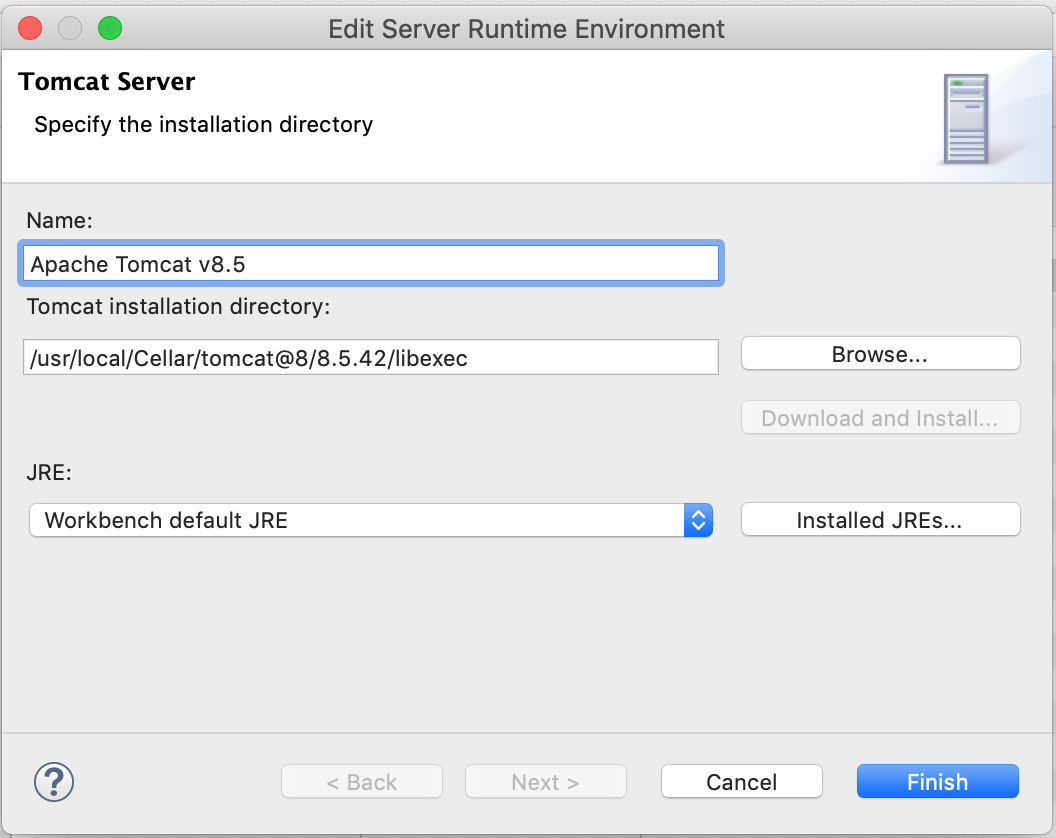 Edit Server Runtime Environment
Tomcat Server
Specify the installation directory
Name:
Apache Tomcat v8.5
Tomcat installation directory:
/usr/local/Cellar/tomcat@8/8.5.42/libexec
Browse...
Download and Install...
JRE:
Workbench default JRE
Installed JREs...
?
< Back
Next >
Cancel
Finish